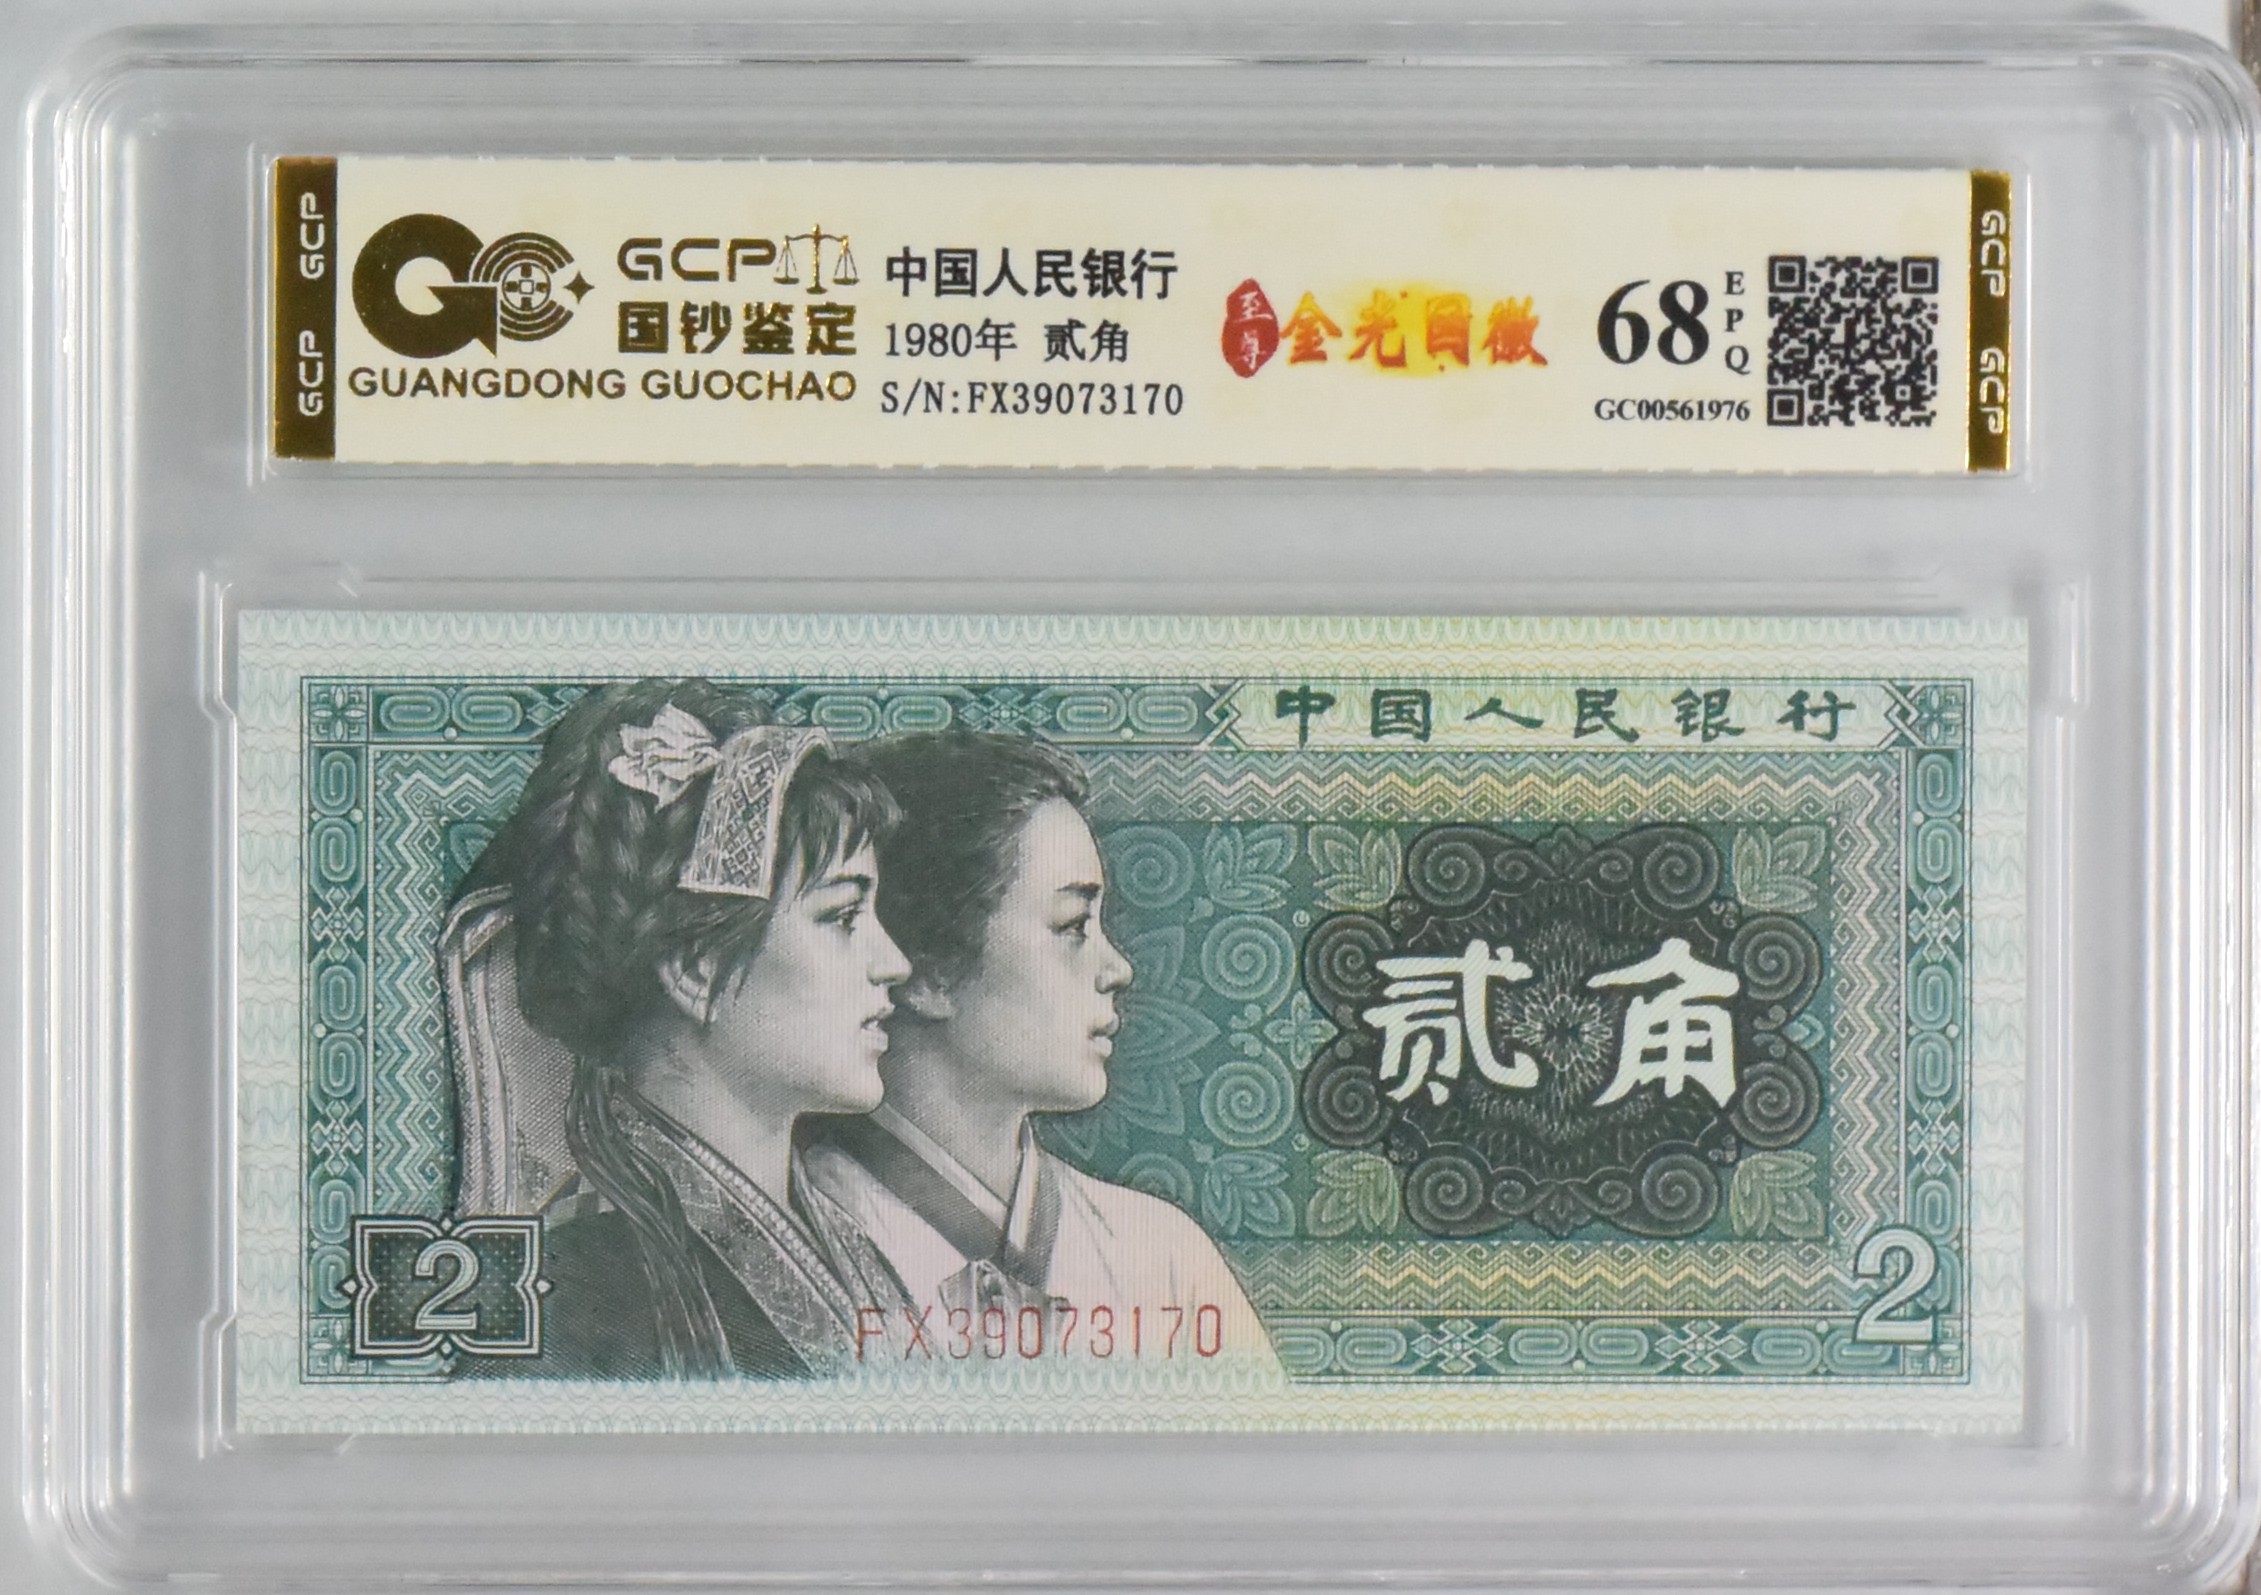 GCP GCP
GCP
国钞鉴定
GUANGDONG GUOCHAO
中国人民银行
1980年 贰角
S/N:FX39073170
至尊
金光国徽
68 EPQ
GC00561976
GCP GCP
中国人民银行
贰角
2
FX39073170
2